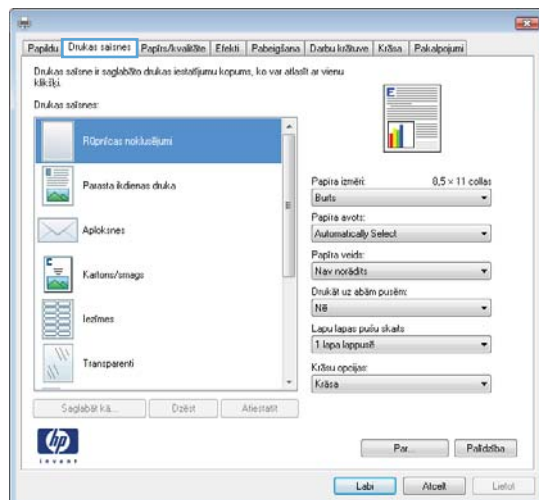 Papildu Drukas saīsnes Papīrs/kvalitāte Efekti Pabeigšana Darbu krātuve Krāsa Pakalpojumi
Drukas saīsne ir saglabāto drukas iestatījumu kopums, ko var atlasīt ar vienu
klikšķi.
Drukas saīsnes:
Rūpnīcas noklusējumi
Parasta ikdienas druka
Aploksnes
Kartons/smags
Iezīmes
Transparenti
Saglabāt kā...
Dzēst
Atiestatīt
Papīra izmēri: 8,5 × 11 collas
Burts
Papīra avots:
Automatically Select
Papīra veids:
Nav norādīts
Drukāt uz abām pusēm:
Nē
Lapu lapas pušu skaits
1 lapa lappusē
Krāsu opcijas:
Krāsa
hp
invent
Par...
Palīdzība
Labi
Atcelt
Lietot